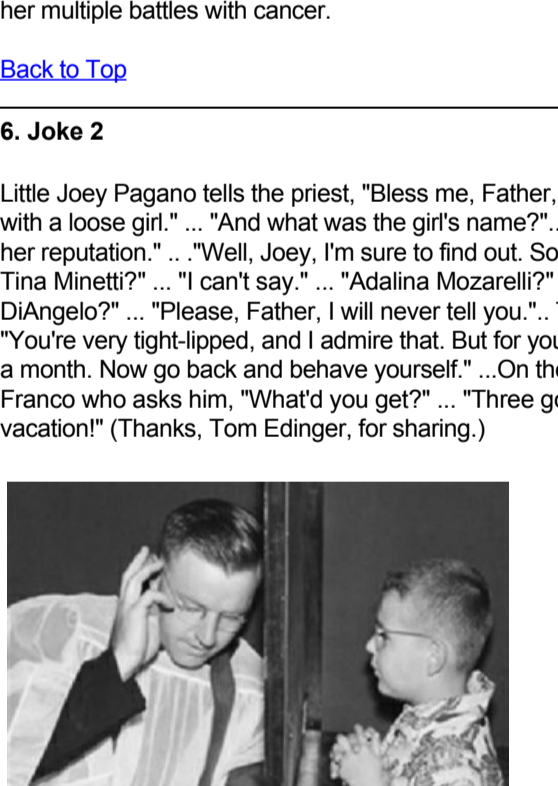 her multiple battles with cancer.
Back to Top
6. Joke 2
Little Joey Pagano tells the priest, "Bless me, Father,
with a loose girl." ... "And what was the girl's name?"..
her reputation." .. ."Well, Joey, I'm sure to find out. So
Tina Minetti?" ... "I can't say." ... "Adalina Mozarelli?"
DiAngelo?" ... "Please, Father, I will never tell you."..
"You're very tight-lipped, and I admire that. But for you
a month. Now go back and behave yourself." ...On the
Franco who asks him, "What'd you get?" ... "Three go
vacation!" (Thanks, Tom Edinger, for sharing.)